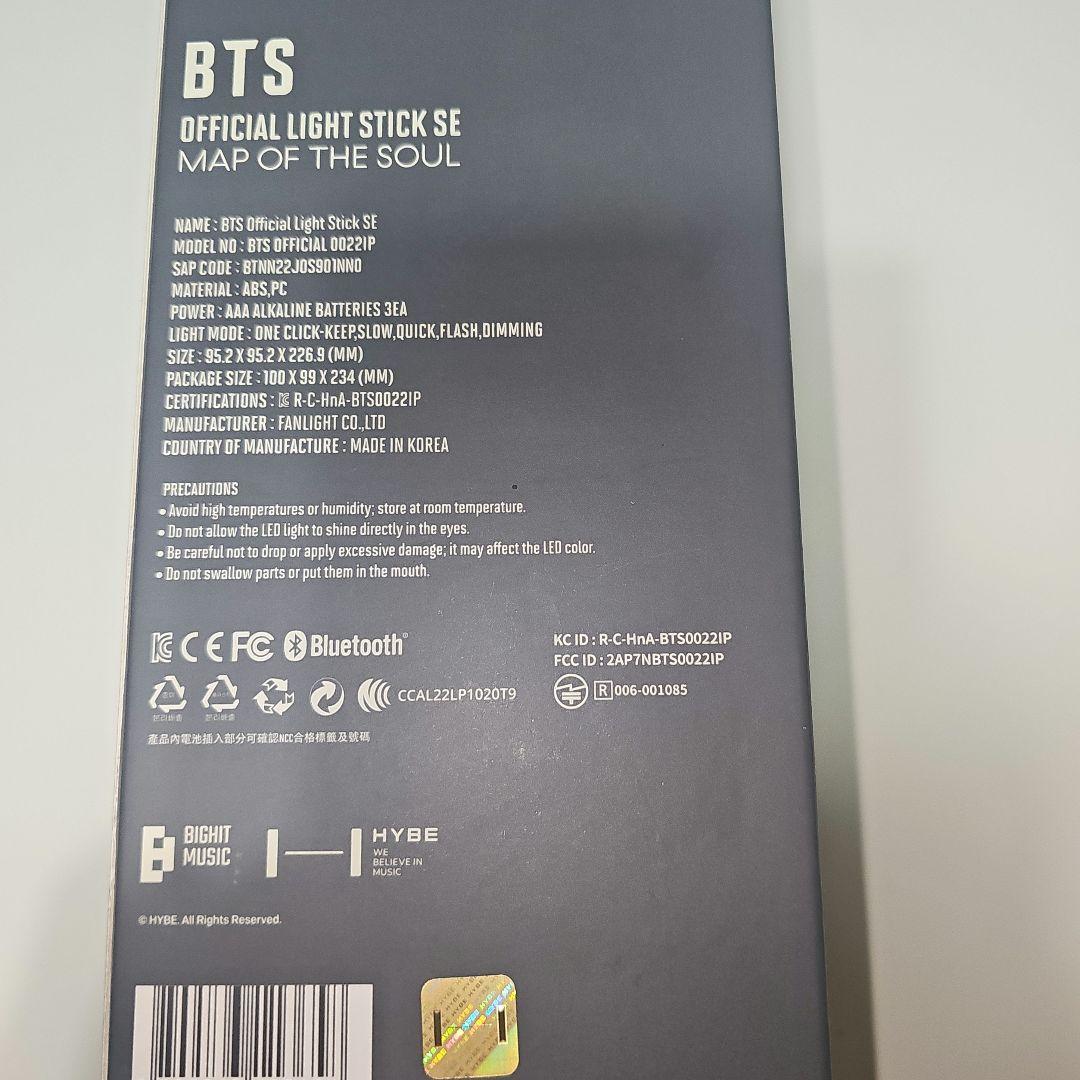 BTS
OFFICIAL LIGHT STICK SE
MAP OF THE SOUL
NAME : BTS Official Light Stick SE
MODEL NO : BTS OFFICIAL 0022IP
SAP CODE : BTNN22J0S901NN0
MATERIAL : ABS,PC
POWER : AAA ALKALINE BATTERIES 3EA
LIGHT MODE : ONE CLICK-KEEP,SLOW,QUICK,FLASH,DIMMING
SIZE : 95.2 X 95.2 X 226.9 (MM)
PACKAGE SIZE : 100 X 99 X 234 (MM)
CERTIFICATIONS : R-C-HnA-BTS0022IP
MANUFACTURER : FANLIGHT CO.,LTD
COUNTRY OF MANUFACTURE : MADE IN KOREA
PRECAUTIONS
• Avoid high temperatures or humidity; store at room temperature.
• Do not allow the LED light to shine directly in the eyes.
• Be careful not to drop or apply excessive damage; it may affect the LED color.
• Do not swallow parts or put them in the mouth.
CE FC Bluetooth®
KC ID : R-C-HnA-BTS0022IP
FCC ID : 2AP7NBTS0022IP
CCAL22LP1020T9
R 006-001085
產品內電池插入部分可確認NCC合格標籤及號碼
BIGHIT
MUSIC
HYBE
WE
BELIEVE IN
MUSIC
© HYBE. All Rights Reserved.